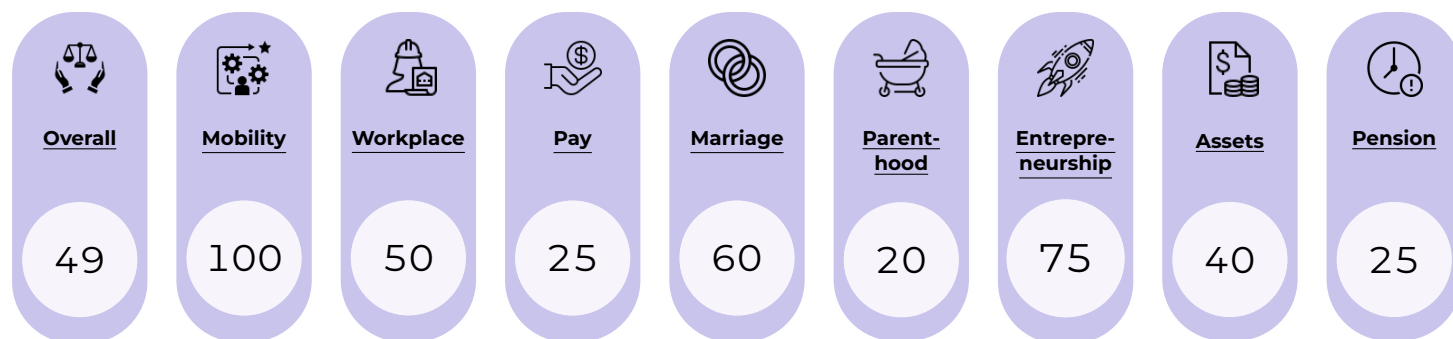 Overall
49
Mobility
100
Workplace
50
Pay
25
Marriage
60
Parent-
hood
20
Entrepre-
neurship
75
Assets
40
Pension
25